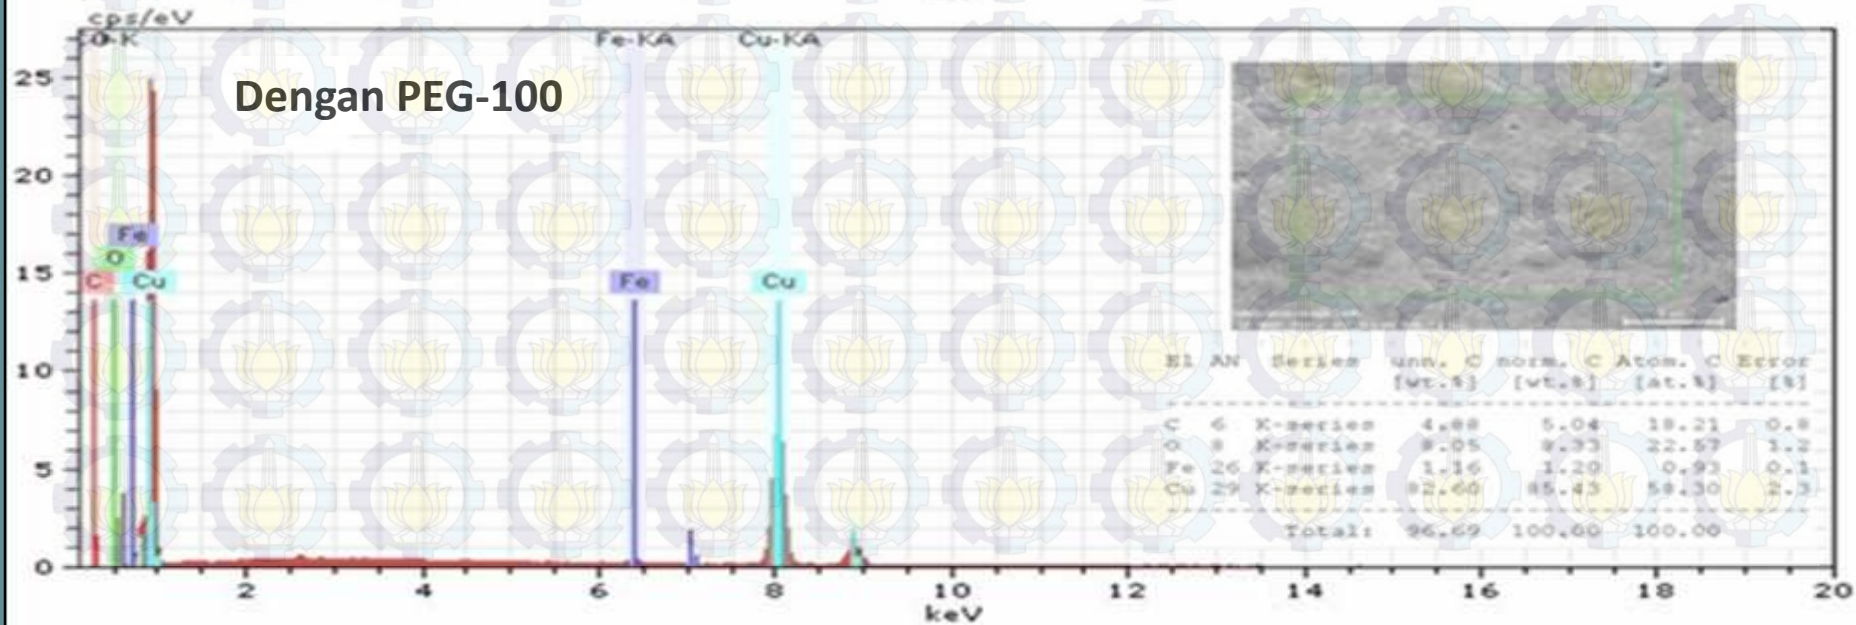 cps/eV
Fe-KA Cu-KA
Dengan PEG-100
Fe
O
C Cu Fe Cu
25
20
15
10
5
0
2 4 6 8 10 12 14 16 18 20
keV
El AN Series unn. C norm. C Atom. C Error
[wt.%] [wt.%] [at.%] [%]
C 6 K-series 4.88 5.04 18.21 0.8
O 8 K-series 8.05 8.33 22.57 1.2
Fe 26 K-series 1.16 1.20 0.93 0.1
Cu 29 K-series 82.60 85.43 58.30 2.3
Total: 96.69 100.00 100.00